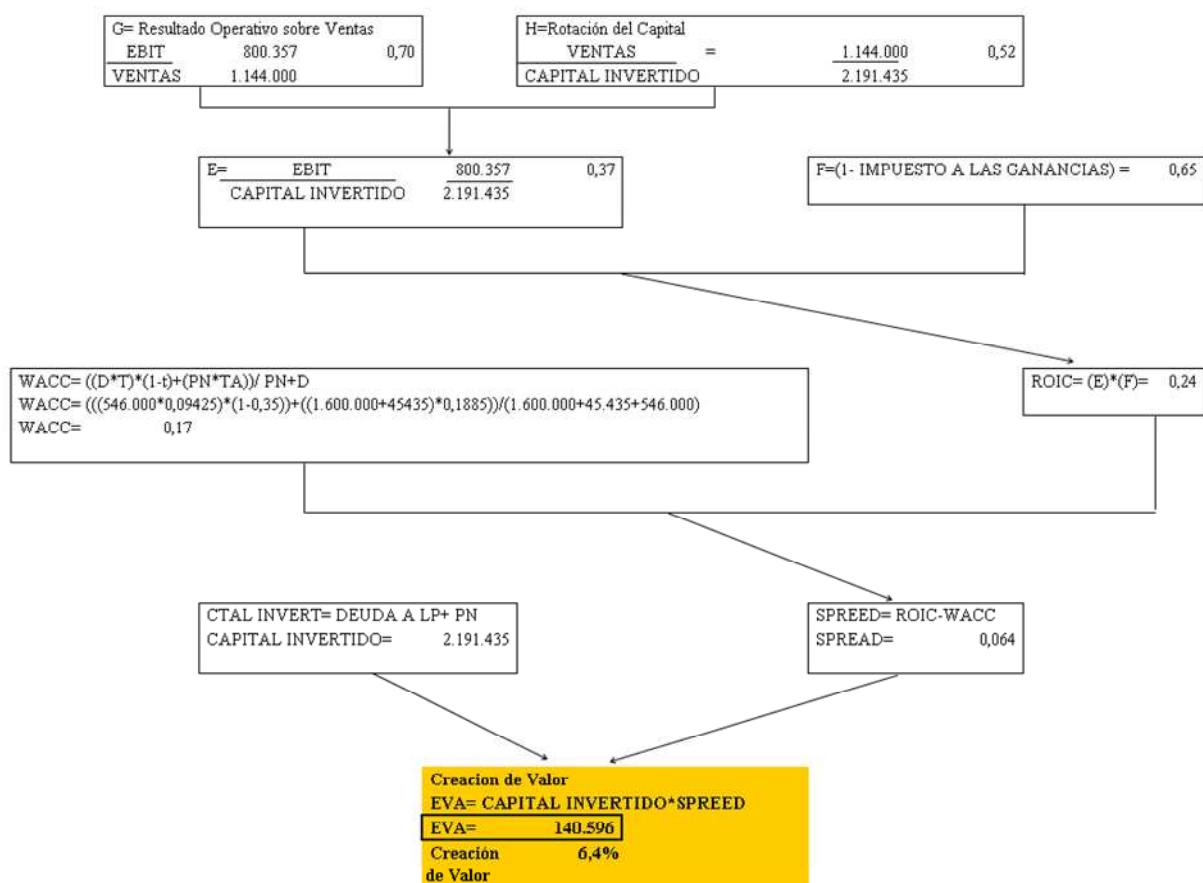 G= Resultado Operativo sobre Ventas
EBIT 800.357 0,70
VENTAS 1.144.000
H=Rotación del Capital
VENTAS = 1.144.000 0,52
CAPITAL INVERTIDO 2.191.435
E= EBIT 800.357 0,37
CAPITAL INVERTIDO 2.191.435
F=(1- IMPUESTO A LAS GANANCIAS) = 0,65
WACC= ((D*T)*(1-t)+(PN*TA))/ PN+D
WACC= (((546.000*0,09425)*(1-0,35))+((1.600.000+45435)*0,1885))/(1.600.000+45.435+546.000)
WACC= 0,17
ROIC= (E)*(F)= 0,24
CTAL INVERT= DEUDA A LP+ PN
CAPITAL INVERTIDO= 2.191.435
SPREED= ROIC-WACC
SPREAD= 0,064
Creacion de Valor
EVA= CAPITAL INVERTIDO*SPREED
EVA= 140.596
Creación 6,4%
de Valor